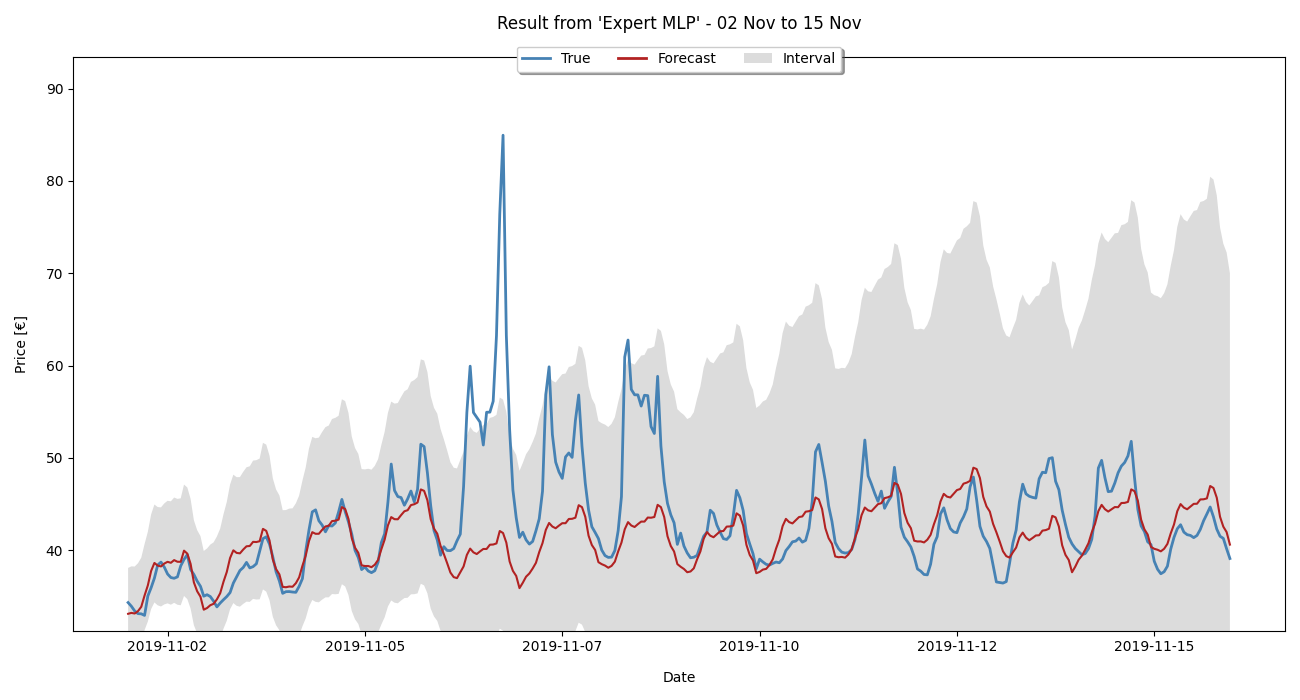 Result from 'Expert MLP' - 02 Nov to 15 Nov
True Forecast Interval
90
80
70
60
50
40
Price [€]
2019-11-02 2019-11-05 2019-11-07 2019-11-10 2019-11-12 2019-11-15
Date